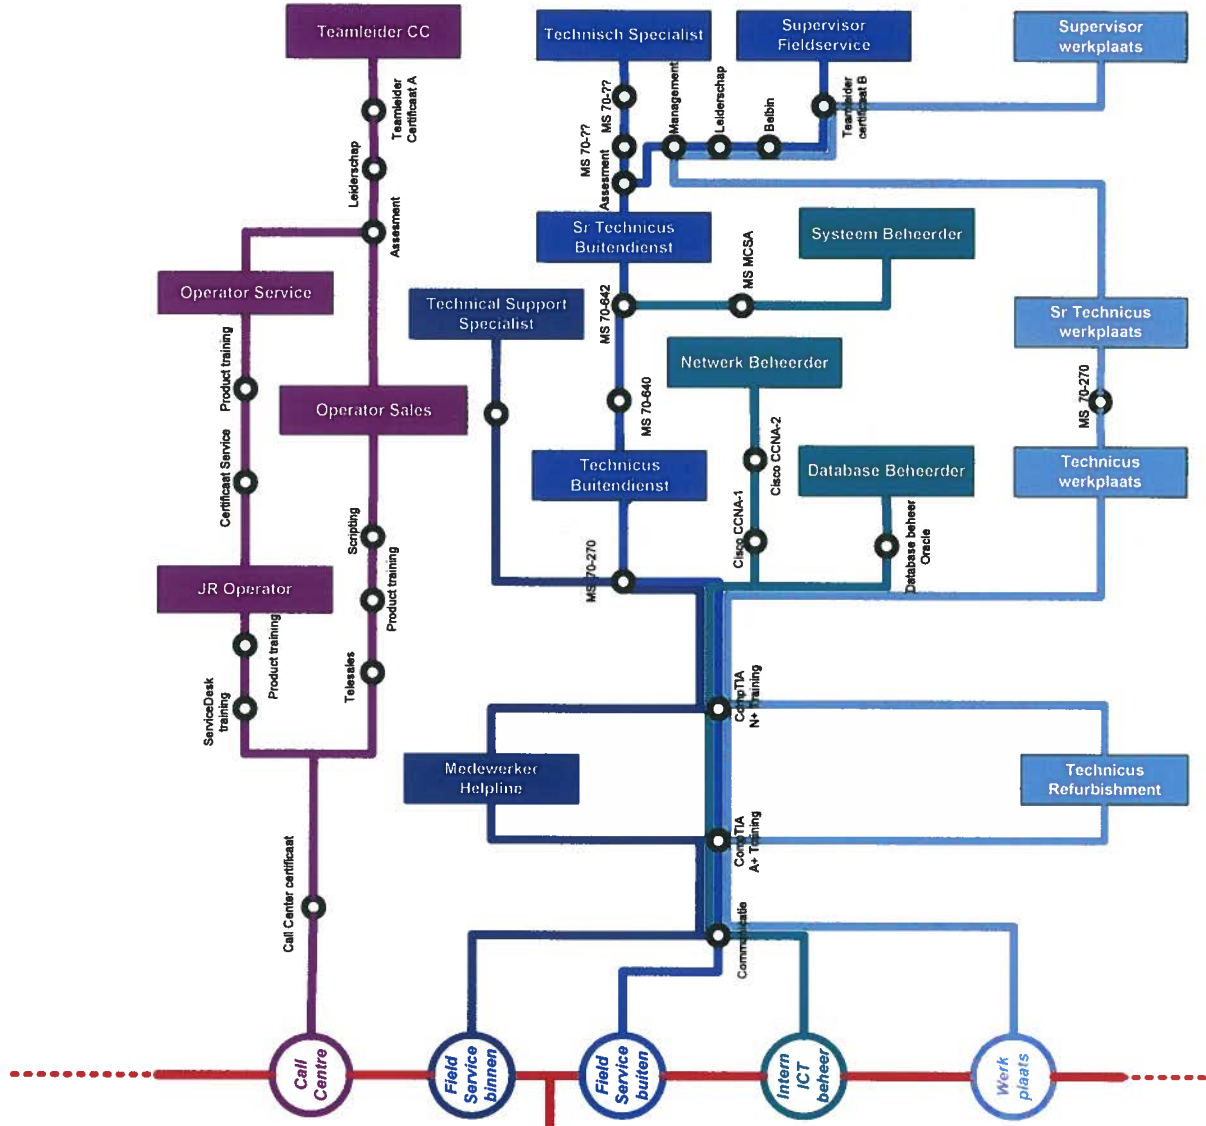 Teamleider CC
Technisch Specialist
Supervisor
Fieldservice
Supervisor
werkplaats
Teamleider
Certificaat A
MS 70-??
MS 70-??
Management
Leiderschap
Belbin
Teamleider
certificaat B
Leiderschap
Assesment
Assesment
Sr Technicus
Buitendienst
Systeem Beheerder
Operator Service
Technical Support
Specialist
MS 70-642
MS MCSA
Sr Technicus
werkplaats
Product training
Netwerk Beheerder
Operator Sales
MS 70-640
MS 70-270
Certificaat Service
Technicus
Buitendienst
Cisco CCNA-2
Database Beheerder
Technicus
werkplaats
Scripting
Cisco CCNA-1
Database beheer
Oracle
JR Operator
Product training
MS 70-270
Product training
ServiceDesk
training
Telesales
CompTIA
N+ Training
Medewerker
Helpline
Technicus
Refurbishment
CompTIA
A+ Training
Call Center certificaat
Communicatie
Call
Centre
Field
Service
binnen
Field
Service
buiten
Intern
ICT
beheer
Werk
plaats